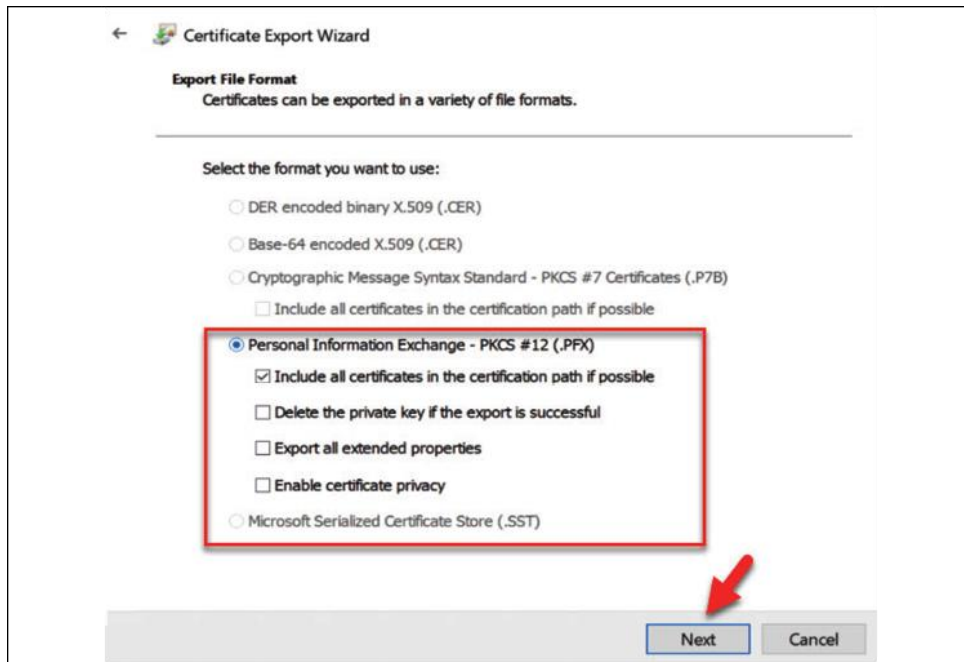 Certificate Export Wizard
Export File Format
Certificates can be exported in a variety of file formats.
Select the format you want to use:
DER encoded binary X.509 (.CER)
Base-64 encoded X.509 (.CER)
Cryptographic Message Syntax Standard - PKCS #7 Certificates (.P7B)
Include all certificates in the certification path if possible
Personal Information Exchange - PKCS #12 (.PFX)
Include all certificates in the certification path if possible
Delete the private key if the export is successful
Export all extended properties
Enable certificate privacy
Microsoft Serialized Certificate Store (.SST)
Next Cancel